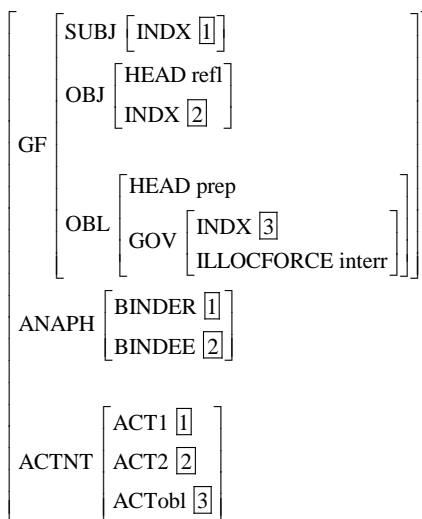 SUBJ [INDX 1]
OBJ [HEAD refl
INDX 2]
GF
OBL [HEAD prep
GOV [INDX 3
ILLOCFORCE interr]]
ANAPH [BINDER 1
BINDEE 2]
ACTNT [ACT1 1
ACT2 2
ACTobl 3]